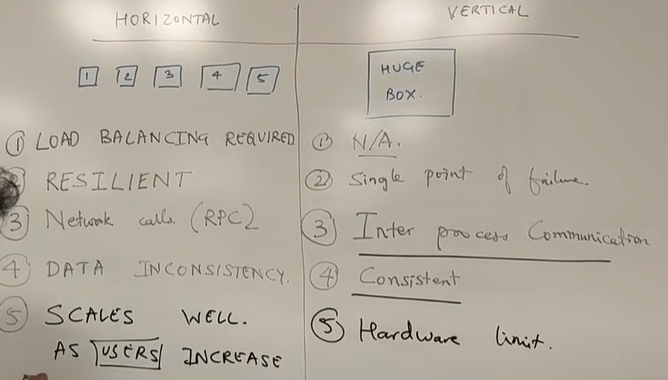 HORIZONTAL
1 2 3 4 5
① LOAD BALANCING REQUIRED
RESILIENT
③ Network calls (RPC)
④ DATA INCONSISTENCY.
⑤ SCALES WELL.
AS USERS INCREASE
VERTICAL
HUGE
BOX.
① N/A.
② Single point of failure.
③ Inter process Communication.
④ Consistent
⑤ Hardware limit.